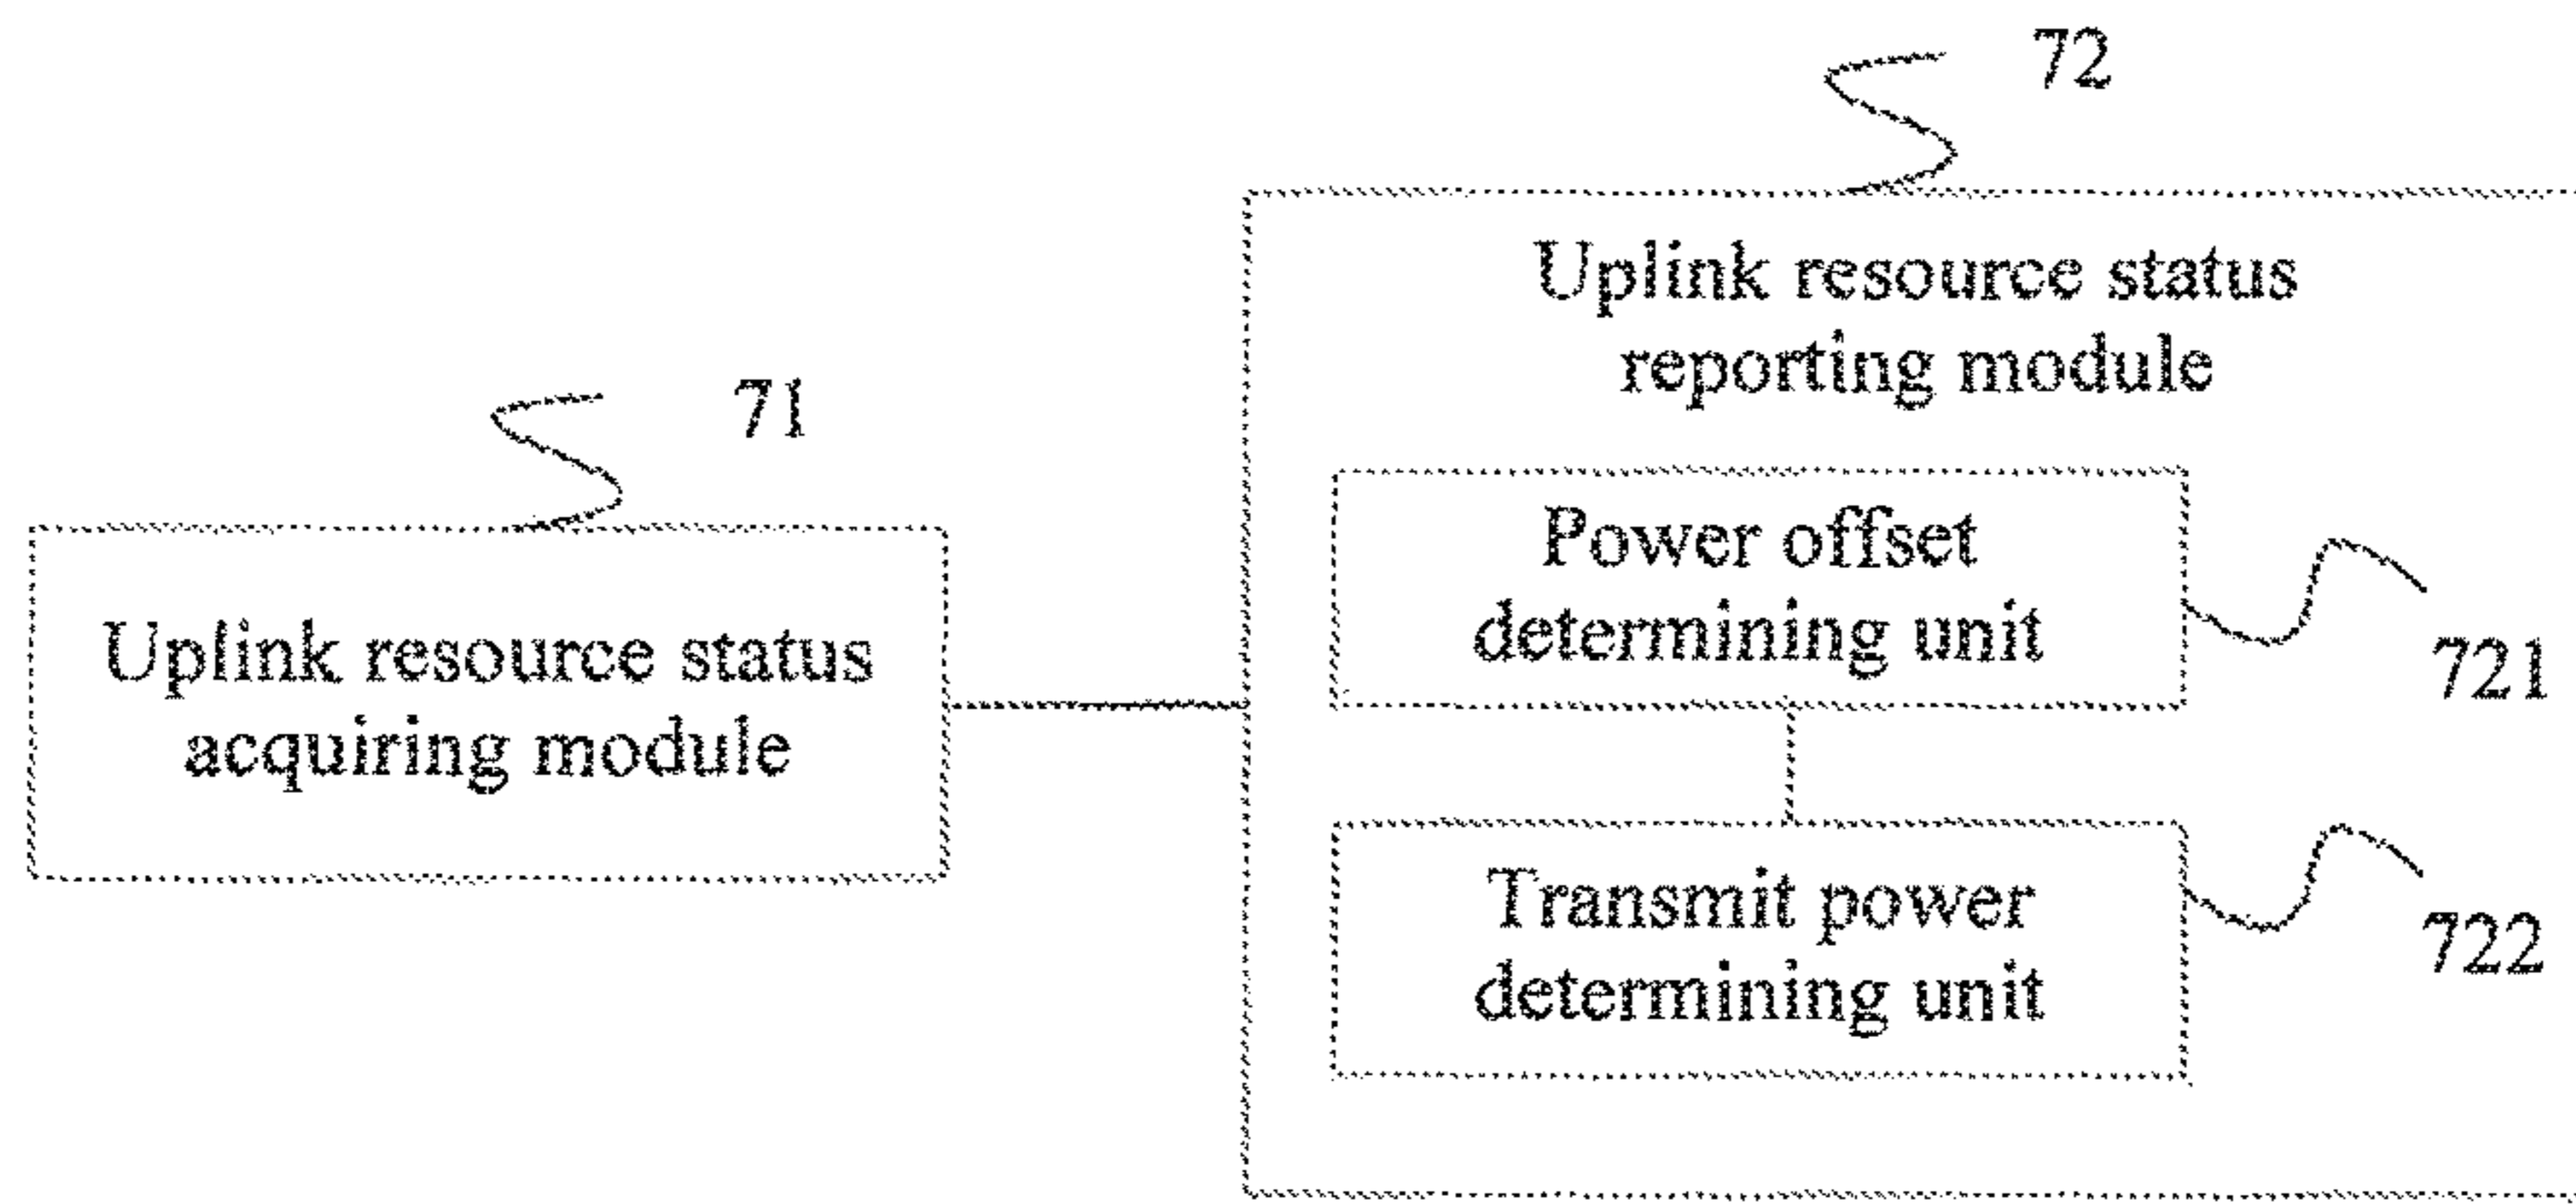 72
Uplink resource status
reporting module
71
Power offset
determining unit
721
Uplink resource status
acquiring module
Transmit power
determining unit
722